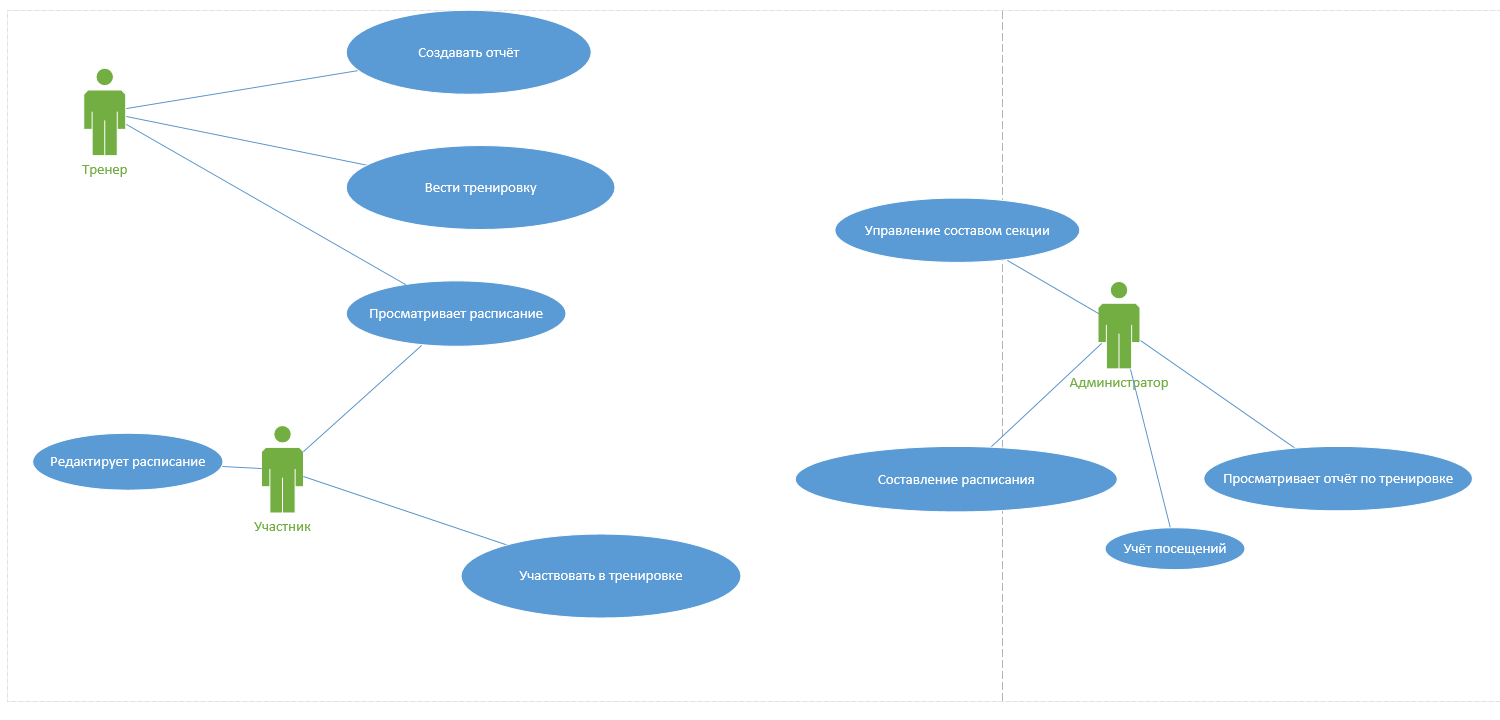 Создавать отчёт
Тренер
Вести тренировку
Управление составом секции
Просматривает расписание
Администратор
Редактирует расписание
Составление расписания
Просматривает отчёт по тренировке
Участник
Учёт посещений
Участвовать в тренировке